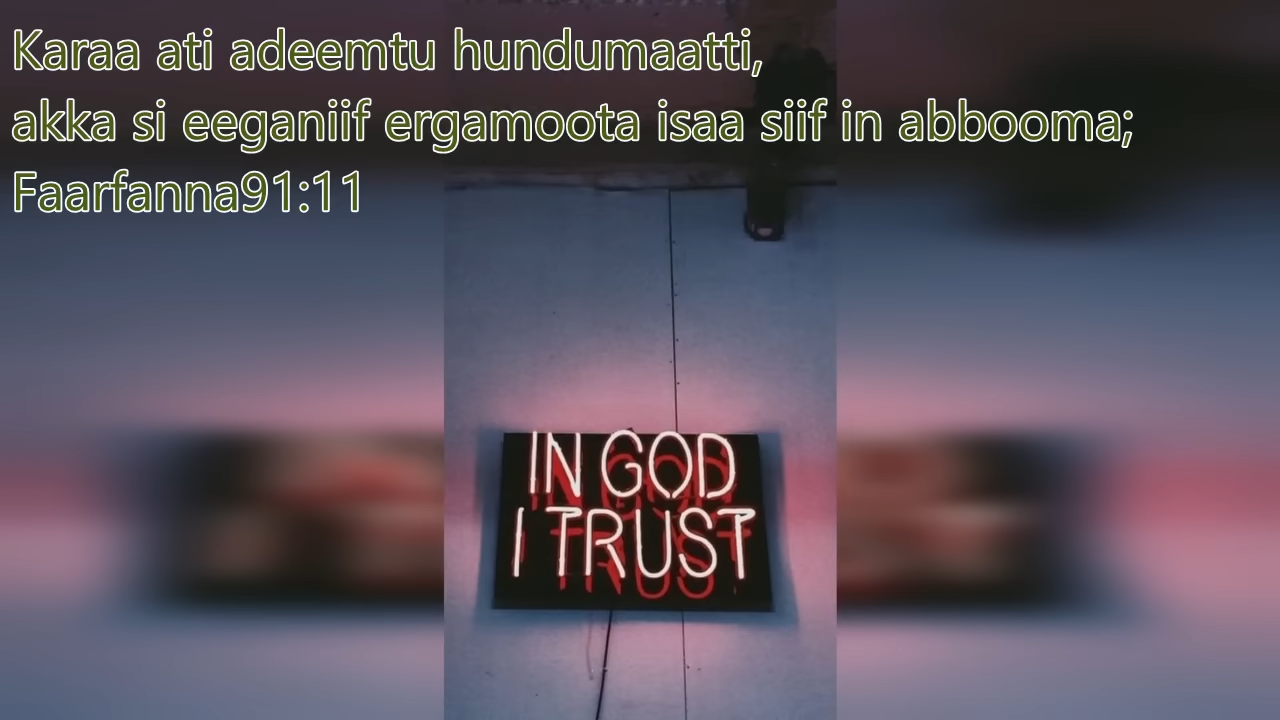 Karaa ati adeemtu hundumaatti,
akka si eeganiif ergamoota isaa siif in abbooma;
Faarfanna91:11
IN GOD
I TRUST